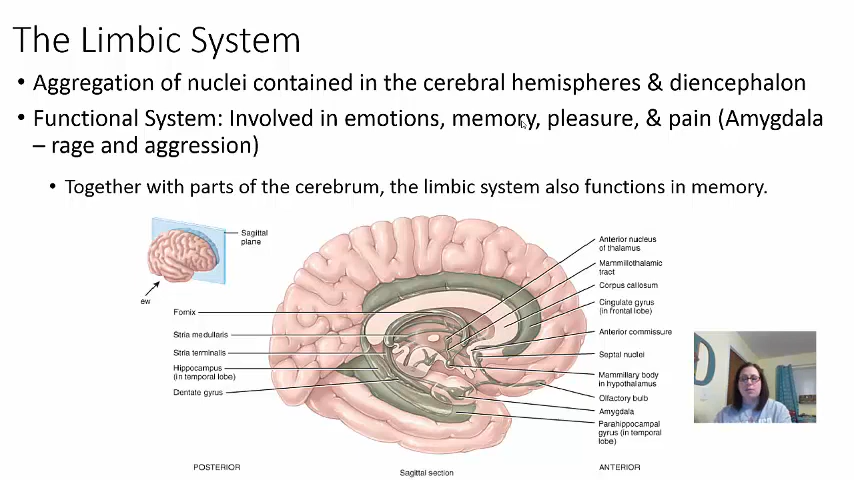 The Limbic System
• Aggregation of nuclei contained in the cerebral hemispheres & diencephalon
• Functional System: Involved in emotions, memory, pleasure, & pain (Amygdala
– rage and aggression)
• Together with parts of the cerebrum, the limbic system also functions in memory.
Sagittal
plane
ew
Fornix
Stria medullaris
Stria terminalis
Hippocampus
(in temporal lobe)
Dentate gyrus
Anterior nucleus
of thalamus
Mammillothalamic
tract
Corpus callosum
Cingulate gyrus
(in frontal lobe)
Anterior commissure
Septal nuclei
Mammillary body
in hypothalamus
Olfactory bulb
Amygdala
Parahippocampal
gyrus (in temporal
lobe)
POSTERIOR
Sagittal section
ANTERIOR